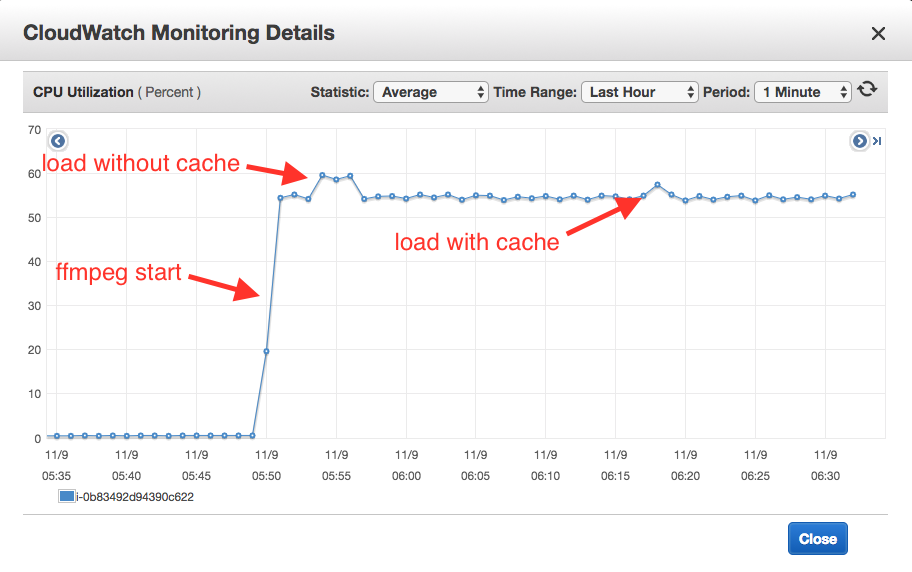 CloudWatch Monitoring Details
CPU Utilization ( Percent ) Statistic: Average Time Range: Last Hour Period: 1 Minute
70
load without cache
60
50
load with cache
40
ffmpeg start
30
20
10
0
11/9 11/9 11/9 11/9 11/9 11/9 11/9 11/9 11/9 11/9 11/9 11/9
05:35 05:40 05:45 05:50 05:55 06:00 06:05 06:10 06:15 06:20 06:25 06:30
i-0b83492d94390c622
Close